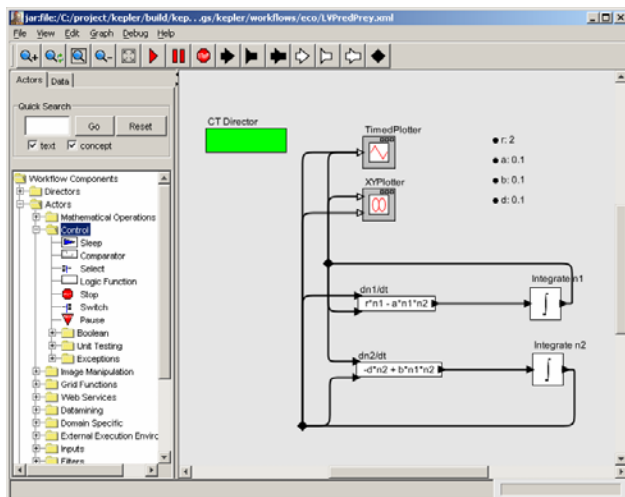 jar:file:/C:/project/kepler/build/kep...gs/kepler/workflows/eco/LVPredPrey.xml
File View Edit Graph Debug Help
Actors Data
Quick Search
Go Reset
text concept
Workflow Components
Directors
Actors
Mathematical Operations
Control
Sleep
Comparator
Select
Logic Function
Stop
Switch
Pause
Boolean
Unit Testing
Exceptions
Image Manipulation
Grid Functions
Web Services
Datamining
Domain Specific
External Execution Enviro
Inputs
Filters
CT Director
TimedPlotter
XYPlotter
r: 2
a: 0.1
b: 0.1
d: 0.1
dn1/dt
r*n1 - a*n1*n2
Integrate n1
∫
dn2/dt
-d*n2 + b*n1*n2
Integrate n2
∫